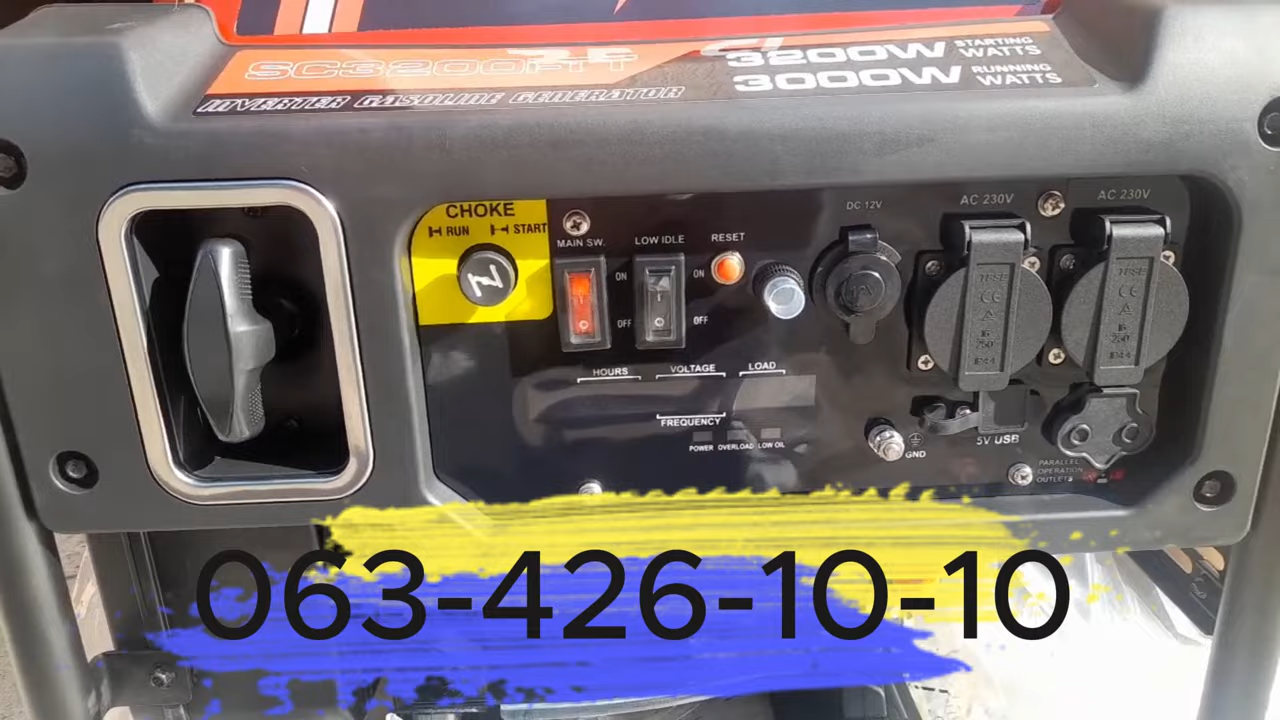 3200W STARTING WATTS
3000W RUNNING WATTS
INVERTER GASOLINE GENERATOR
CHOKE
RUN START
MAIN SW.
LOW IDLE
RESET
ON
OFF
ON
OFF
DC 12V
AC 230V
AC 230V
HOURS
VOLTAGE
LOAD
FREQUENCY
POWER OVERLOAD LOW OIL
GND
5V USB
PARALLEL
OPERATION
OUTLETS
063-426-10-10